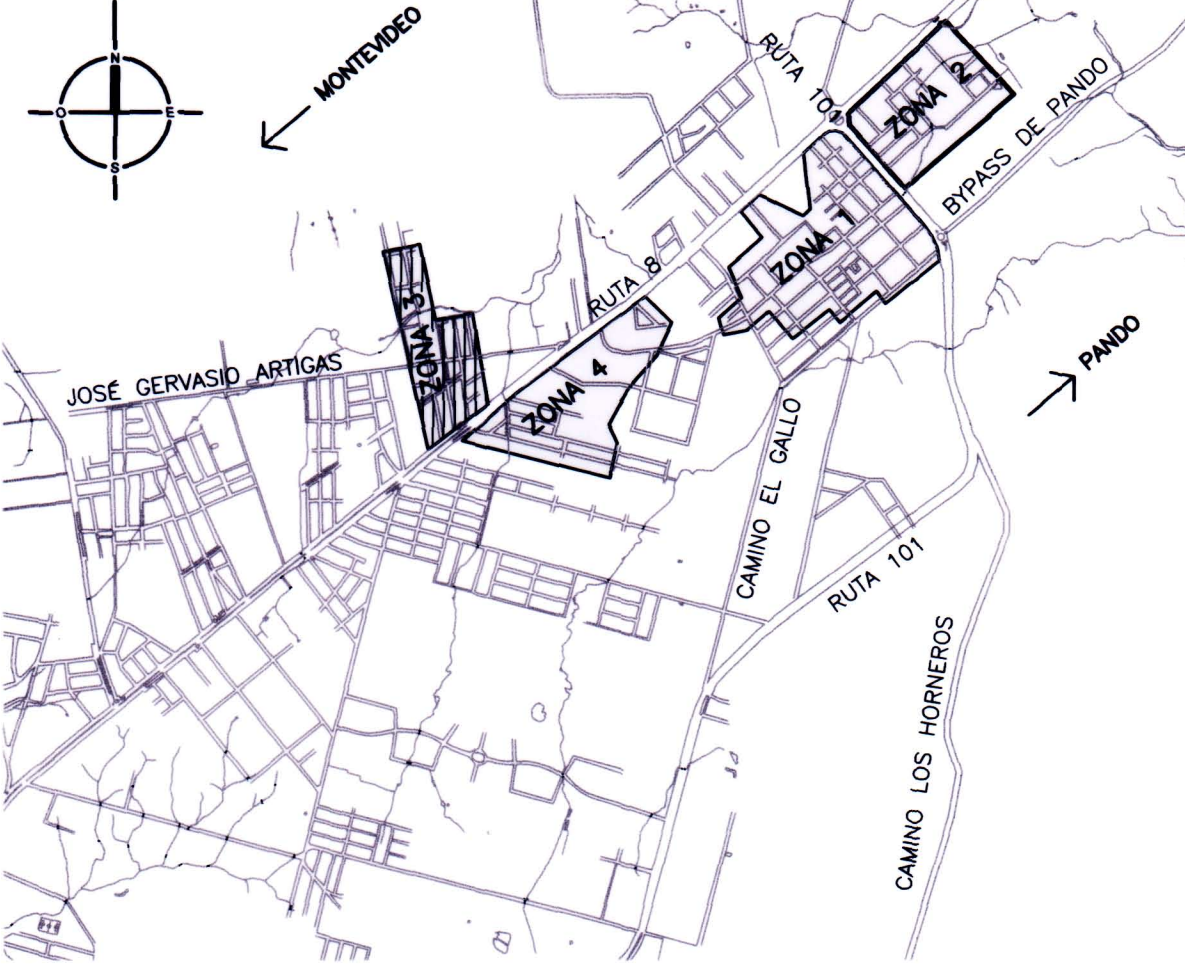 N
O
E
S
MONTEVIDEO
RUTA 101
ZONA 2
BYPASS DE PANDO
ZONA 1
RUTA 8
ZONA 3
PANDO
JOSÉ GERVASIO ARTIGAS
ZONA 4
CAMINO EL GALLO
RUTA 101
CAMINO LOS HORNEROS